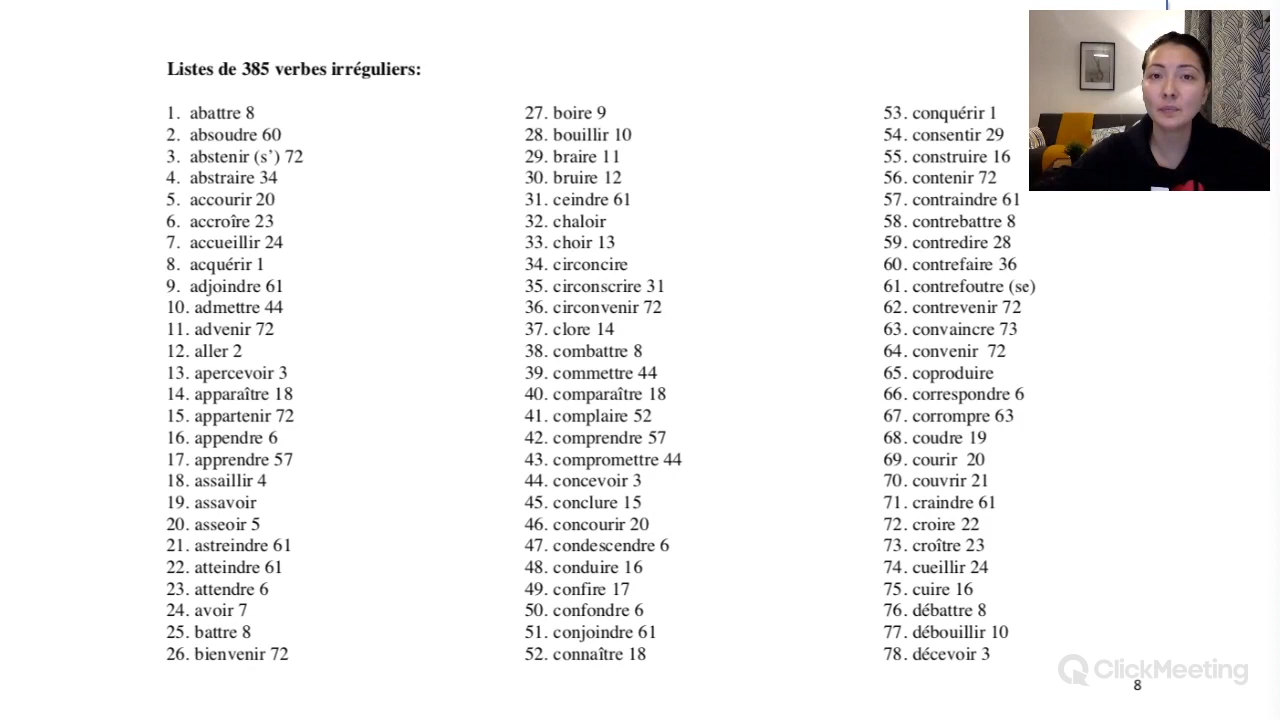 Listes de 385 verbes irréguliers:
1. abattre 8
2. absoudre 60
3. abstenir (s’) 72
4. abstraire 34
5. accourir 20
6. accroîre 23
7. accueillir 24
8. acquérir 1
9. adjoindre 61
10. admettre 44
11. advenir 72
12. aller 2
13. apercevoir 3
14. apparaître 18
15. appartenir 72
16. appendre 6
17. apprendre 57
18. assaillir 4
19. assavoir
20. asseoir 5
21. astreindre 61
22. atteindre 61
23. attendre 6
24. avoir 7
25. battre 8
26. bienvenir 72
27. boire 9
28. bouillir 10
29. braire 11
30. bruire 12
31. ceindre 61
32. chaloir
33. choir 13
34. circoncire
35. circonscrire 31
36. circonvenir 72
37. clore 14
38. combattre 8
39. commettre 44
40. comparaître 18
41. complaire 52
42. comprendre 57
43. compromettre 44
44. concevoir 3
45. conclure 15
46. concourir 20
47. condescendre 6
48. conduire 16
49. confire 17
50. confondre 6
51. conjoindre 61
52. connaître 18
53. conquérir 1
54. consentir 29
55. construire 16
56. contenir 72
57. contraindre 61
58. contrebattre 8
59. contredire 28
60. contrefaire 36
61. contrefoutre (se)
62. contrevenir 72
63. convaincre 73
64. convenir 72
65. coproduire
66. correspondre 6
67. corrompre 63
68. coudre 19
69. courir 20
70. couvrir 21
71. craindre 61
72. croire 22
73. croître 23
74. cueillir 24
75. cuire 16
76. débattre 8
77. débouillir 10
78. décevoir 3
ClickMeeting
8